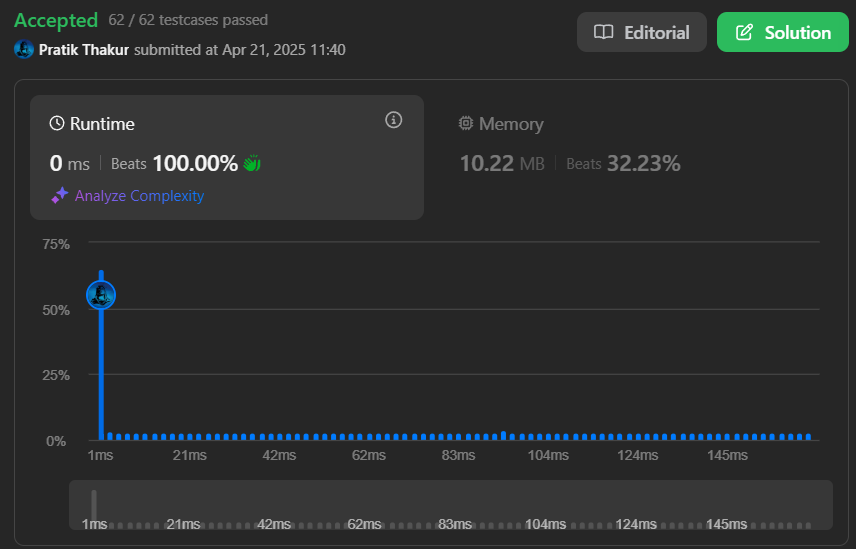 Accepted 62 / 62 testcases passed
Editorial
Solution
Pratik Thakur submitted at Apr 21, 2025 11:40
Runtime
0 ms | Beats 100.00%
Analyze Complexity
Memory
10.22 MB | Beats 32.23%
75%
50%
25%
0%
1ms 21ms 42ms 62ms 83ms 104ms 124ms 145ms
1ms 21ms 42ms 62ms 83ms 104ms 124ms 145ms